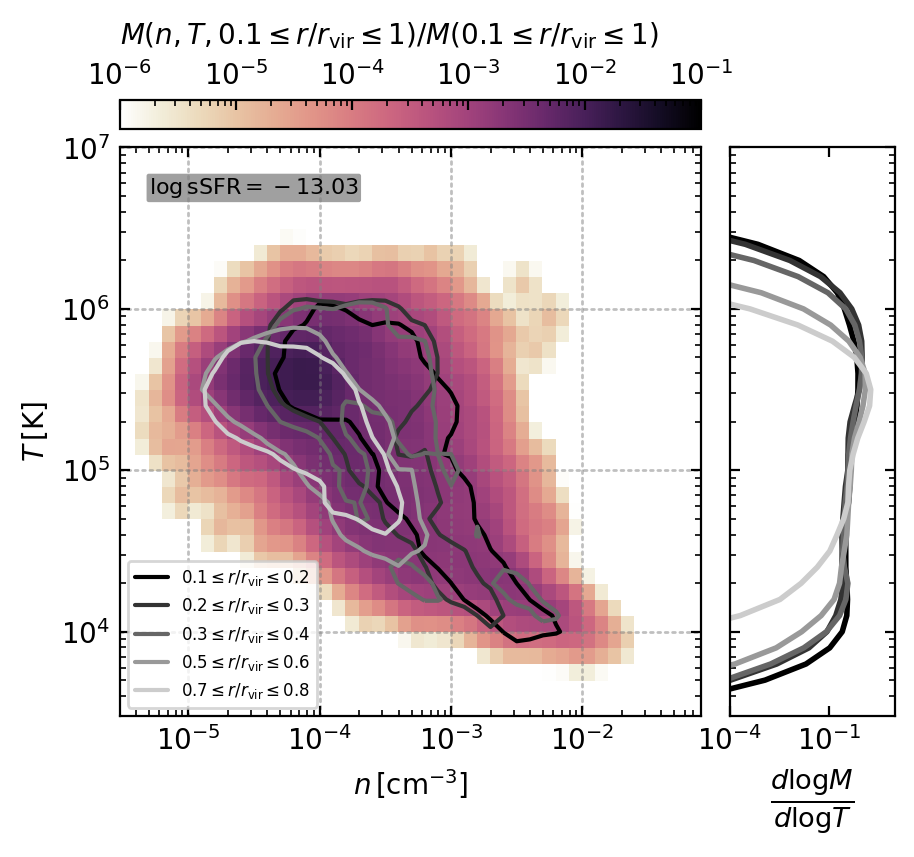 M(n, T, 0.1 ≤ r/r_vir ≤ 1)/M(0.1 ≤ r/r_vir ≤ 1)
10^−6 10^−5 10^−4 10^−3 10^−2 10^−1
10^7
log sSFR = − 13.03
10^6
T [K]
10^5
10^4
0.1 ≤ r/r_vir ≤ 0.2
0.2 ≤ r/r_vir ≤ 0.3
0.3 ≤ r/r_vir ≤ 0.4
0.5 ≤ r/r_vir ≤ 0.6
0.7 ≤ r/r_vir ≤ 0.8
10^−5 10^−4 10^−3 10^−2 10^−4 10^−1
n [cm^−3]
dlogM
dlogT